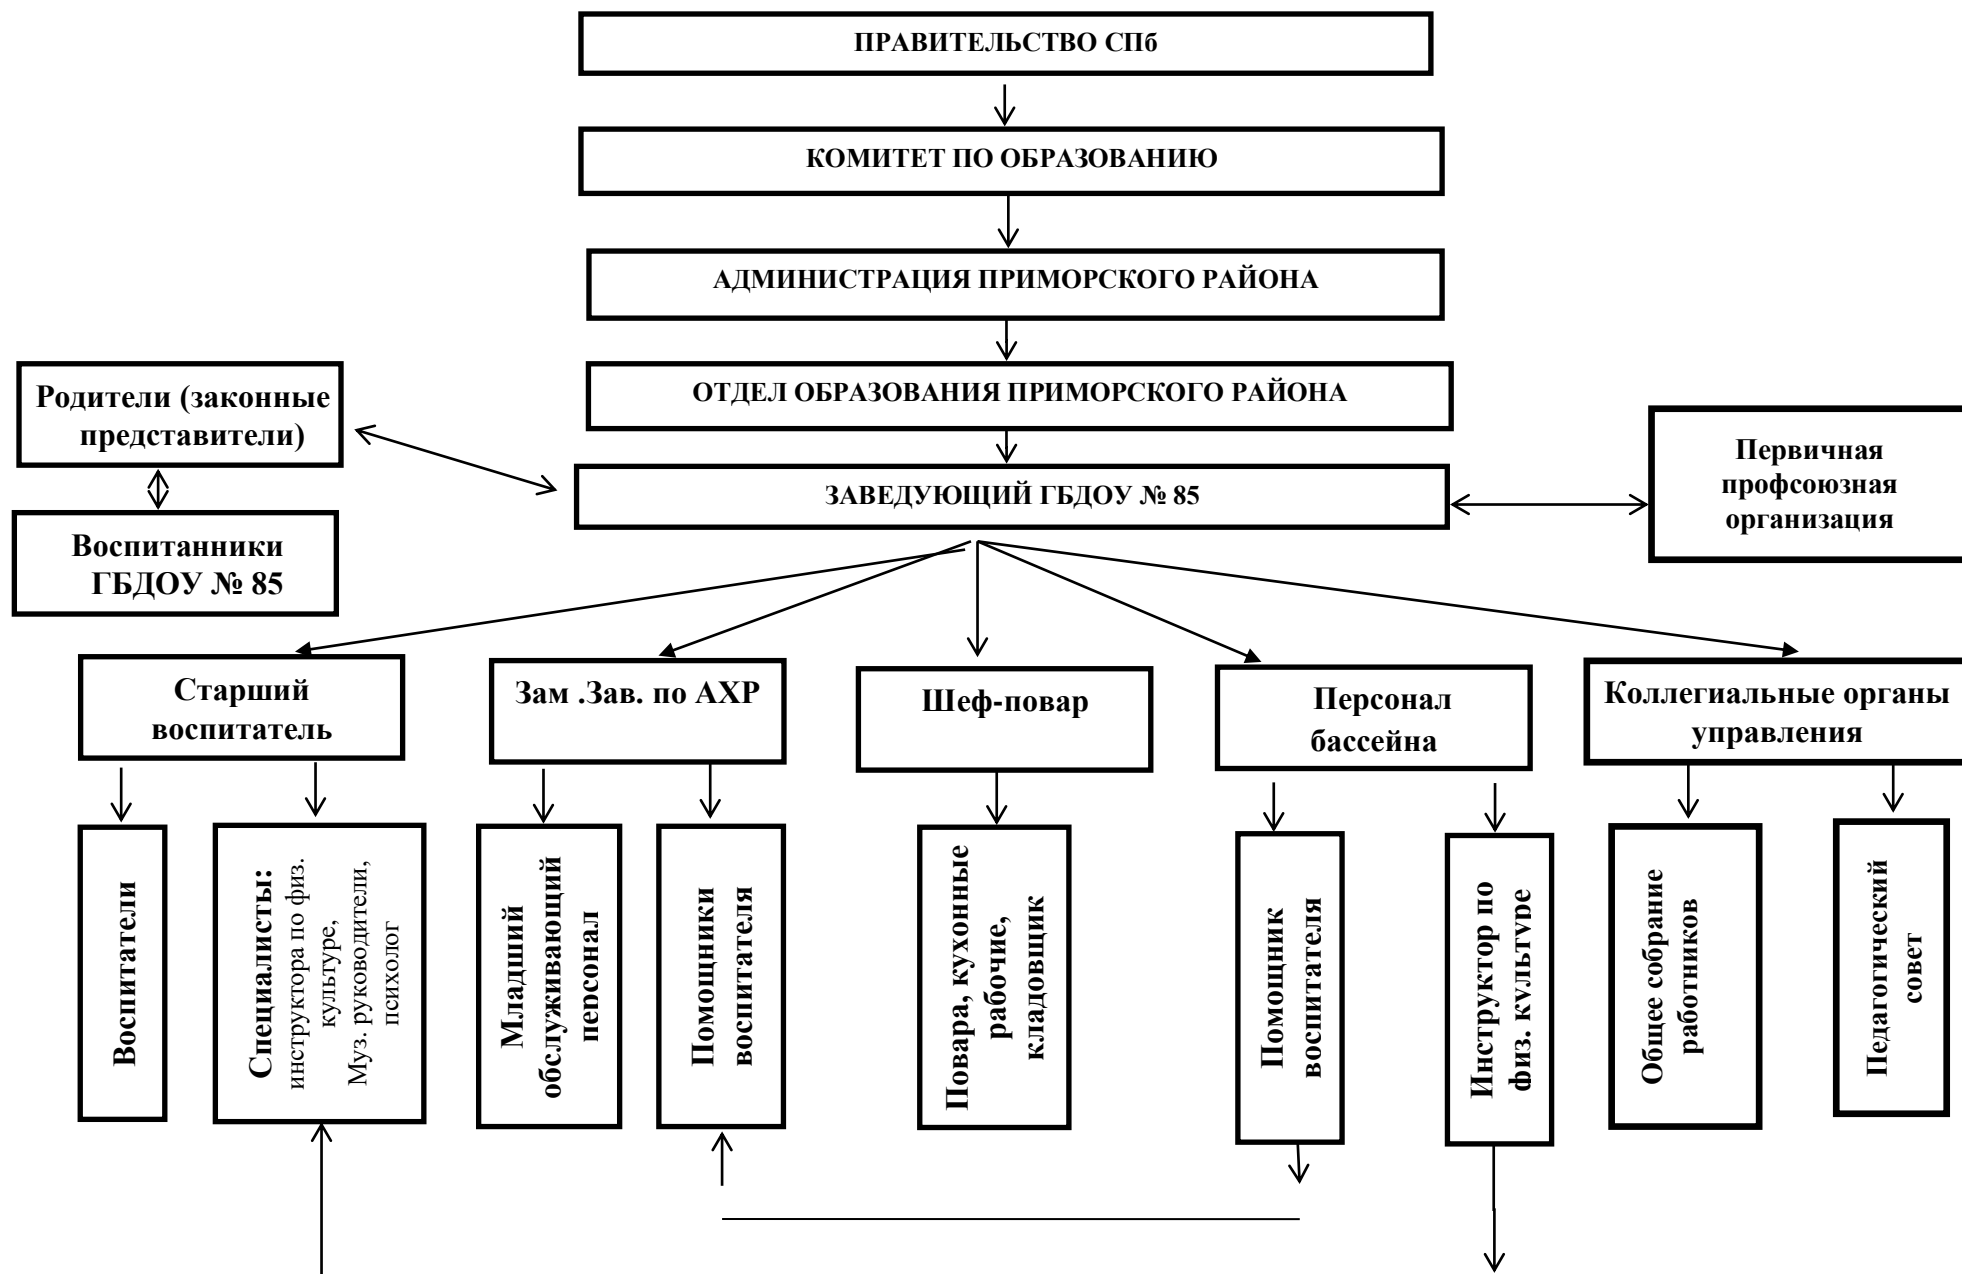 ПРАВИТЕЛЬСТВО СПб
КОМИТЕТ ПО ОБРАЗОВАНИЮ
АДМИНИСТРАЦИЯ ПРИМОРСКОГО РАЙОНА
ОТДЕЛ ОБРАЗОВАНИЯ ПРИМОРСКОГО РАЙОНА
Родители (законные
представители)
Первичная
профсоюзная
организация
ЗАВЕДУЮЩИЙ ГБДОУ № 85
Воспитанники
ГБДОУ № 85
Старший
воспитатель
Зам .Зав. по АХР
Шеф-повар
Персонал
бассейна
Коллегиальные органы
управления
Воспитатели
Специалисты:
инструктора по физ.
культуре,
Муз. руководители,
психолог
Младший
обслуживающий
персонал
Помощники
воспитателя
Повара, кухонные
рабочие,
кладовщик
Помощник
воспитателя
Инструктор по
физ. культуре
Общее собрание
работников
Педагогический
совет